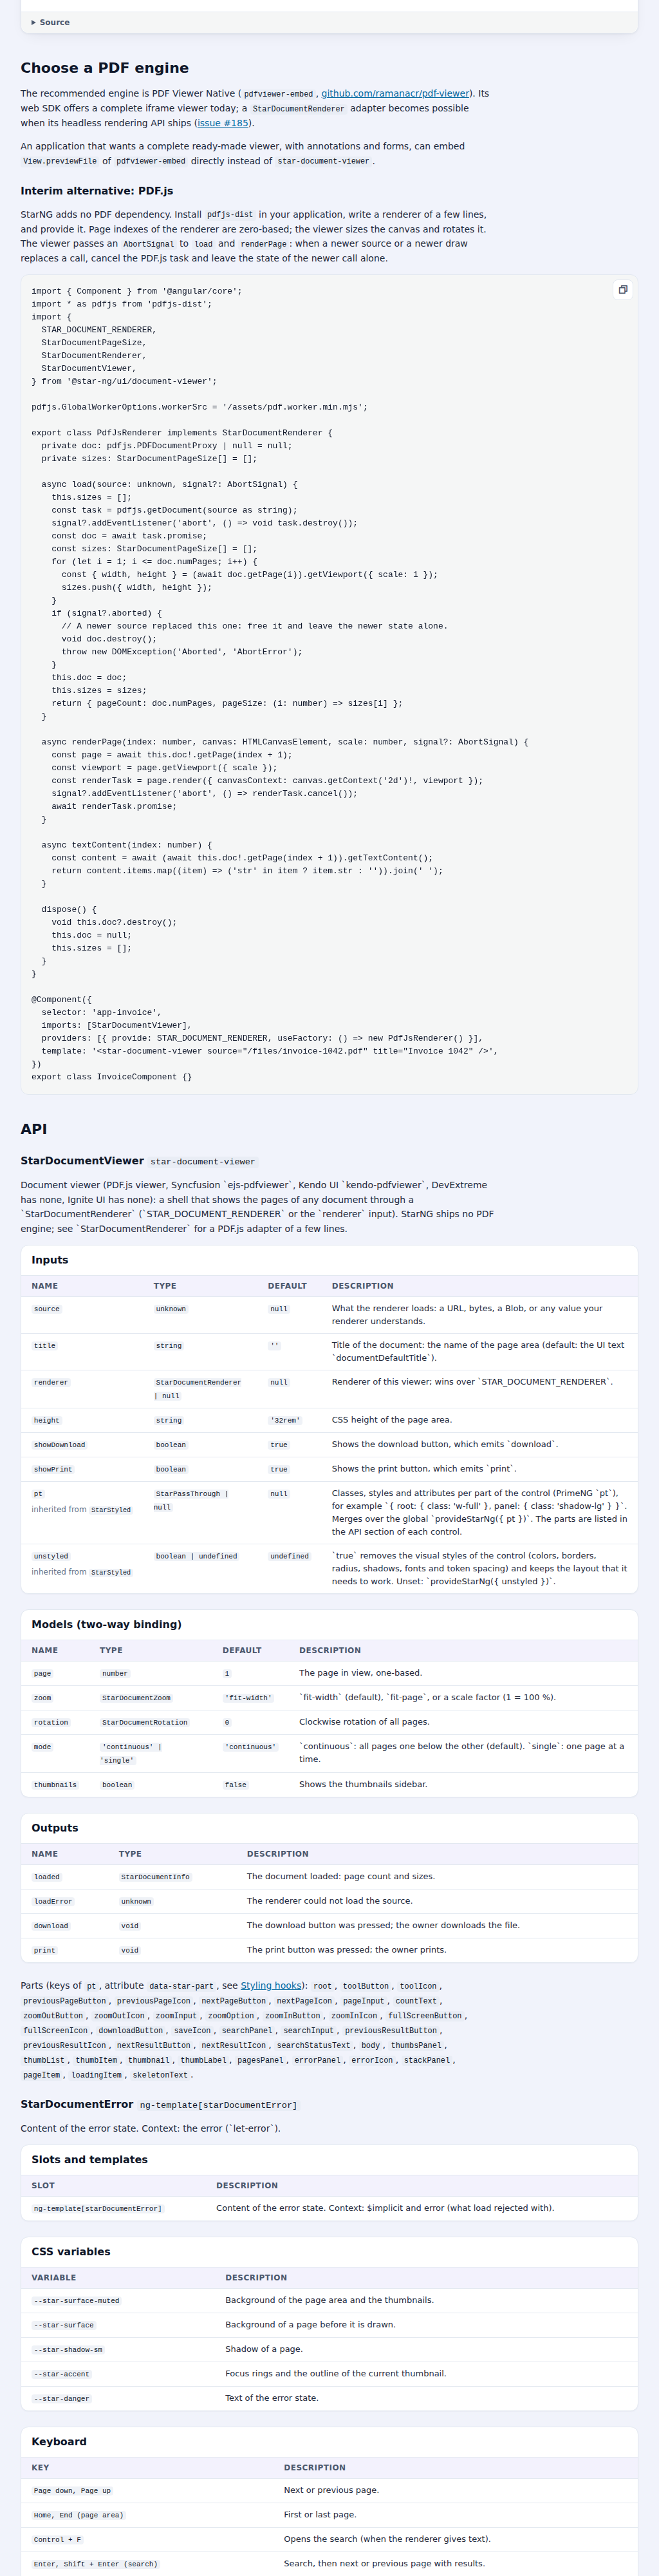 ▶ Source
Choose a PDF engine
The recommended engine is PDF Viewer Native ( pdfviewer-embed , github.com/ramanacr/pdf-viewer). Its
web SDK offers a complete iframe viewer today; a StarDocumentRenderer adapter becomes possible
when its headless rendering API ships (issue #185).
An application that wants a complete ready-made viewer, with annotations and forms, can embed
View.previewFile of pdfviewer-embed directly instead of star-document-viewer .
Interim alternative: PDF.js
StarNG adds no PDF dependency. Install pdfjs-dist in your application, write a renderer of a few lines,
and provide it. Page indexes of the renderer are zero-based; the viewer sizes the canvas and rotates it.
The viewer passes an AbortSignal to load and renderPage : when a newer source or a newer draw
replaces a call, cancel the PDF.js task and leave the state of the newer call alone.
import { Component } from '@angular/core';
import * as pdfjs from 'pdfjs-dist';
import {
  STAR_DOCUMENT_RENDERER,
  StarDocumentPageSize,
  StarDocumentRenderer,
  StarDocumentViewer,
} from '@star-ng/ui/document-viewer';
pdfjs.GlobalWorkerOptions.workerSrc = '/assets/pdf.worker.min.mjs';
export class PdfJsRenderer implements StarDocumentRenderer {
  private doc: pdfjs.PDFDocumentProxy | null = null;
  private sizes: StarDocumentPageSize[] = [];
  async load(source: unknown, signal?: AbortSignal) {
    this.sizes = [];
    const task = pdfjs.getDocument(source as string);
    signal?.addEventListener('abort', () => void task.destroy());
    const doc = await task.promise;
    const sizes: StarDocumentPageSize[] = [];
    for (let i = 1; i <= doc.numPages; i++) {
      const { width, height } = (await doc.getPage(i)).getViewport({ scale: 1 });
      sizes.push({ width, height });
    }
    if (signal?.aborted) {
      // A newer source replaced this one: free it and leave the newer state alone.
      void doc.destroy();
      throw new DOMException('Aborted', 'AbortError');
    }
    this.doc = doc;
    this.sizes = sizes;
    return { pageCount: doc.numPages, pageSize: (i: number) => sizes[i] };
  }
  async renderPage(index: number, canvas: HTMLCanvasElement, scale: number, signal?: AbortSignal) {
    const page = await this.doc!.getPage(index + 1);
    const viewport = page.getViewport({ scale });
    const renderTask = page.render({ canvasContext: canvas.getContext('2d')!, viewport });
    signal?.addEventListener('abort', () => renderTask.cancel());
    await renderTask.promise;
  }
  async textContent(index: number) {
    const content = await (await this.doc!.getPage(index + 1)).getTextContent();
    return content.items.map((item) => ('str' in item ? item.str : '')).join(' ');
  }
  dispose() {
    void this.doc?.destroy();
    this.doc = null;
    this.sizes = [];
  }
}
@Component({
  selector: 'app-invoice',
  imports: [StarDocumentViewer],
  providers: [{ provide: STAR_DOCUMENT_RENDERER, useFactory: () => new PdfJsRenderer() }],
  template: '<star-document-viewer source="/files/invoice-1042.pdf" title="Invoice 1042" />',
})
export class InvoiceComponent {}
API
StarDocumentViewer star-document-viewer
Document viewer (PDF.js viewer, Syncfusion `ejs-pdfviewer`, Kendo UI `kendo-pdfviewer`, DevExtreme
has none, Ignite UI has none): a shell that shows the pages of any document through a
`StarDocumentRenderer` (`STAR_DOCUMENT_RENDERER` or the `renderer` input). StarNG ships no PDF
engine; see `StarDocumentRenderer` for a PDF.js adapter of a few lines.
Inputs
NAME TYPE DEFAULT DESCRIPTION
source unknown null What the renderer loads: a URL, bytes, a Blob, or any value your
renderer understands.
title string '' Title of the document: the name of the page area (default: the UI text
`documentDefaultTitle`).
renderer StarDocumentRenderer null Renderer of this viewer; wins over `STAR_DOCUMENT_RENDERER`.
| null
height string '32rem' CSS height of the page area.
showDownload boolean true Shows the download button, which emits `download`.
showPrint boolean true Shows the print button, which emits `print`.
pt StarPassThrough | null Classes, styles and attributes per part of the control (PrimeNG `pt`),
inherited from StarStyled null for example `{ root: { class: 'w-full' }, panel: { class: 'shadow-lg' } }`.
Merges over the global `provideStarNg({ pt })`. The parts are listed in
the API section of each control.
unstyled boolean | undefined undefined `true` removes the visual styles of the control (colors, borders,
inherited from StarStyled radius, shadows, fonts and token spacing) and keeps the layout that it
needs to work. Unset: `provideStarNg({ unstyled })`.
Models (two-way binding)
NAME TYPE DEFAULT DESCRIPTION
page number 1 The page in view, one-based.
zoom StarDocumentZoom 'fit-width' `fit-width` (default), `fit-page`, or a scale factor (1 = 100 %).
rotation StarDocumentRotation 0 Clockwise rotation of all pages.
mode 'continuous' | 'continuous' `continuous`: all pages one below the other (default). `single`: one page at a
'single' time.
thumbnails boolean false Shows the thumbnails sidebar.
Outputs
NAME TYPE DESCRIPTION
loaded StarDocumentInfo The document loaded: page count and sizes.
loadError unknown The renderer could not load the source.
download void The download button was pressed; the owner downloads the file.
print void The print button was pressed; the owner prints.
Parts (keys of pt , attribute data-star-part , see Styling hooks): root , toolButton , toolIcon ,
previousPageButton , previousPageIcon , nextPageButton , nextPageIcon , pageInput , countText ,
zoomOutButton , zoomOutIcon , zoomInput , zoomOption , zoomInButton , zoomInIcon , fullScreenButton ,
fullScreenIcon , downloadButton , saveIcon , searchPanel , searchInput , previousResultButton ,
previousResultIcon , nextResultButton , nextResultIcon , searchStatusText , body , thumbsPanel ,
thumbList , thumbItem , thumbnail , thumbLabel , pagesPanel , errorPanel , errorIcon , stackPanel ,
pageItem , loadingItem , skeletonText .
StarDocumentError ng-template[starDocumentError]
Content of the error state. Context: the error (`let-error`).
Slots and templates
SLOT DESCRIPTION
ng-template[starDocumentError] Content of the error state. Context: $implicit and error (what load rejected with).
CSS variables
VARIABLE DESCRIPTION
--star-surface-muted Background of the page area and the thumbnails.
--star-surface Background of a page before it is drawn.
--star-shadow-sm Shadow of a page.
--star-accent Focus rings and the outline of the current thumbnail.
--star-danger Text of the error state.
Keyboard
KEY DESCRIPTION
Page down, Page up Next or previous page.
Home, End (page area) First or last page.
Control + F Opens the search (when the renderer gives text).
Enter, Shift + Enter (search) Search, then next or previous page with results.